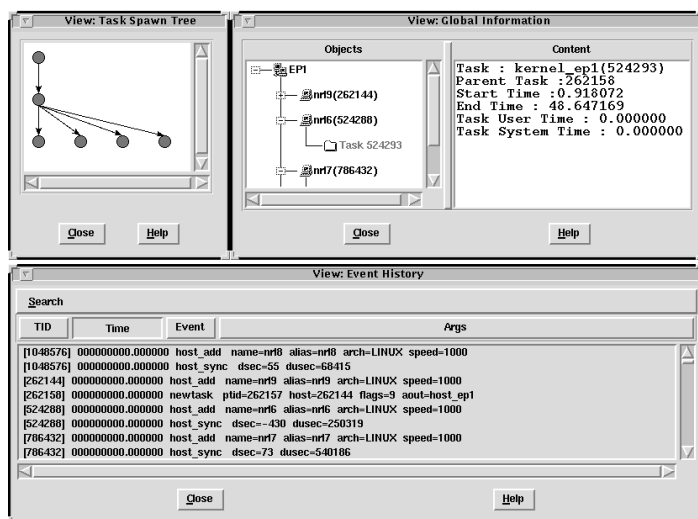 View: Task Spawn Tree
Close Help
View: Global Information
Objects
EP1
nrl9(262144)
nrl6(524288)
Task 524293
nrl7(786432)
Content
Task : kernel_ep1(524293)
Parent Task :262158
Start Time :0.918072
End Time : 48.647169
Task User Time : 0.000000
Task System Time : 0.000000
Close Help
View: Event History
Search
TID Time Event Args
[1048576] 000000000.000000 host_add name=nrl8 alias=nrl8 arch=LINUX speed=1000
[1048576] 000000000.000000 host_sync dsec=55 dusec=68415
[262144] 000000000.000000 host_add name=nrl9 alias=nrl9 arch=LINUX speed=1000
[262158] 000000000.000000 newtask ptid=262157 host=262144 flags=9 aout=host_ep1
[524288] 000000000.000000 host_add name=nrl6 alias=nrl6 arch=LINUX speed=1000
[524288] 000000000.000000 host_sync dsec=-430 dusec=250319
[786432] 000000000.000000 host_add name=nrl7 alias=nrl7 arch=LINUX speed=1000
[786432] 000000000.000000 host_sync dsec=73 dusec=540186
Close Help